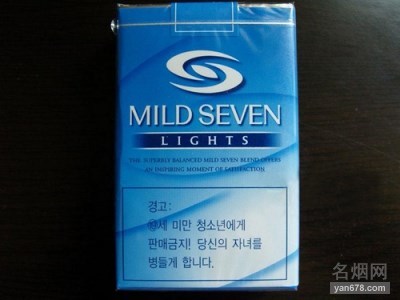 MILD SEVEN
LIGHTS
THE SUPERBLY BALANCED MILD SEVEN BLEND OFFERS
AN INSPIRING MOMENT OF SATISFACTION
경고:
⑲세 미만 청소년에게
판매금지! 당신의 자녀를
병들게 합니다.
名烟网
yan678.com